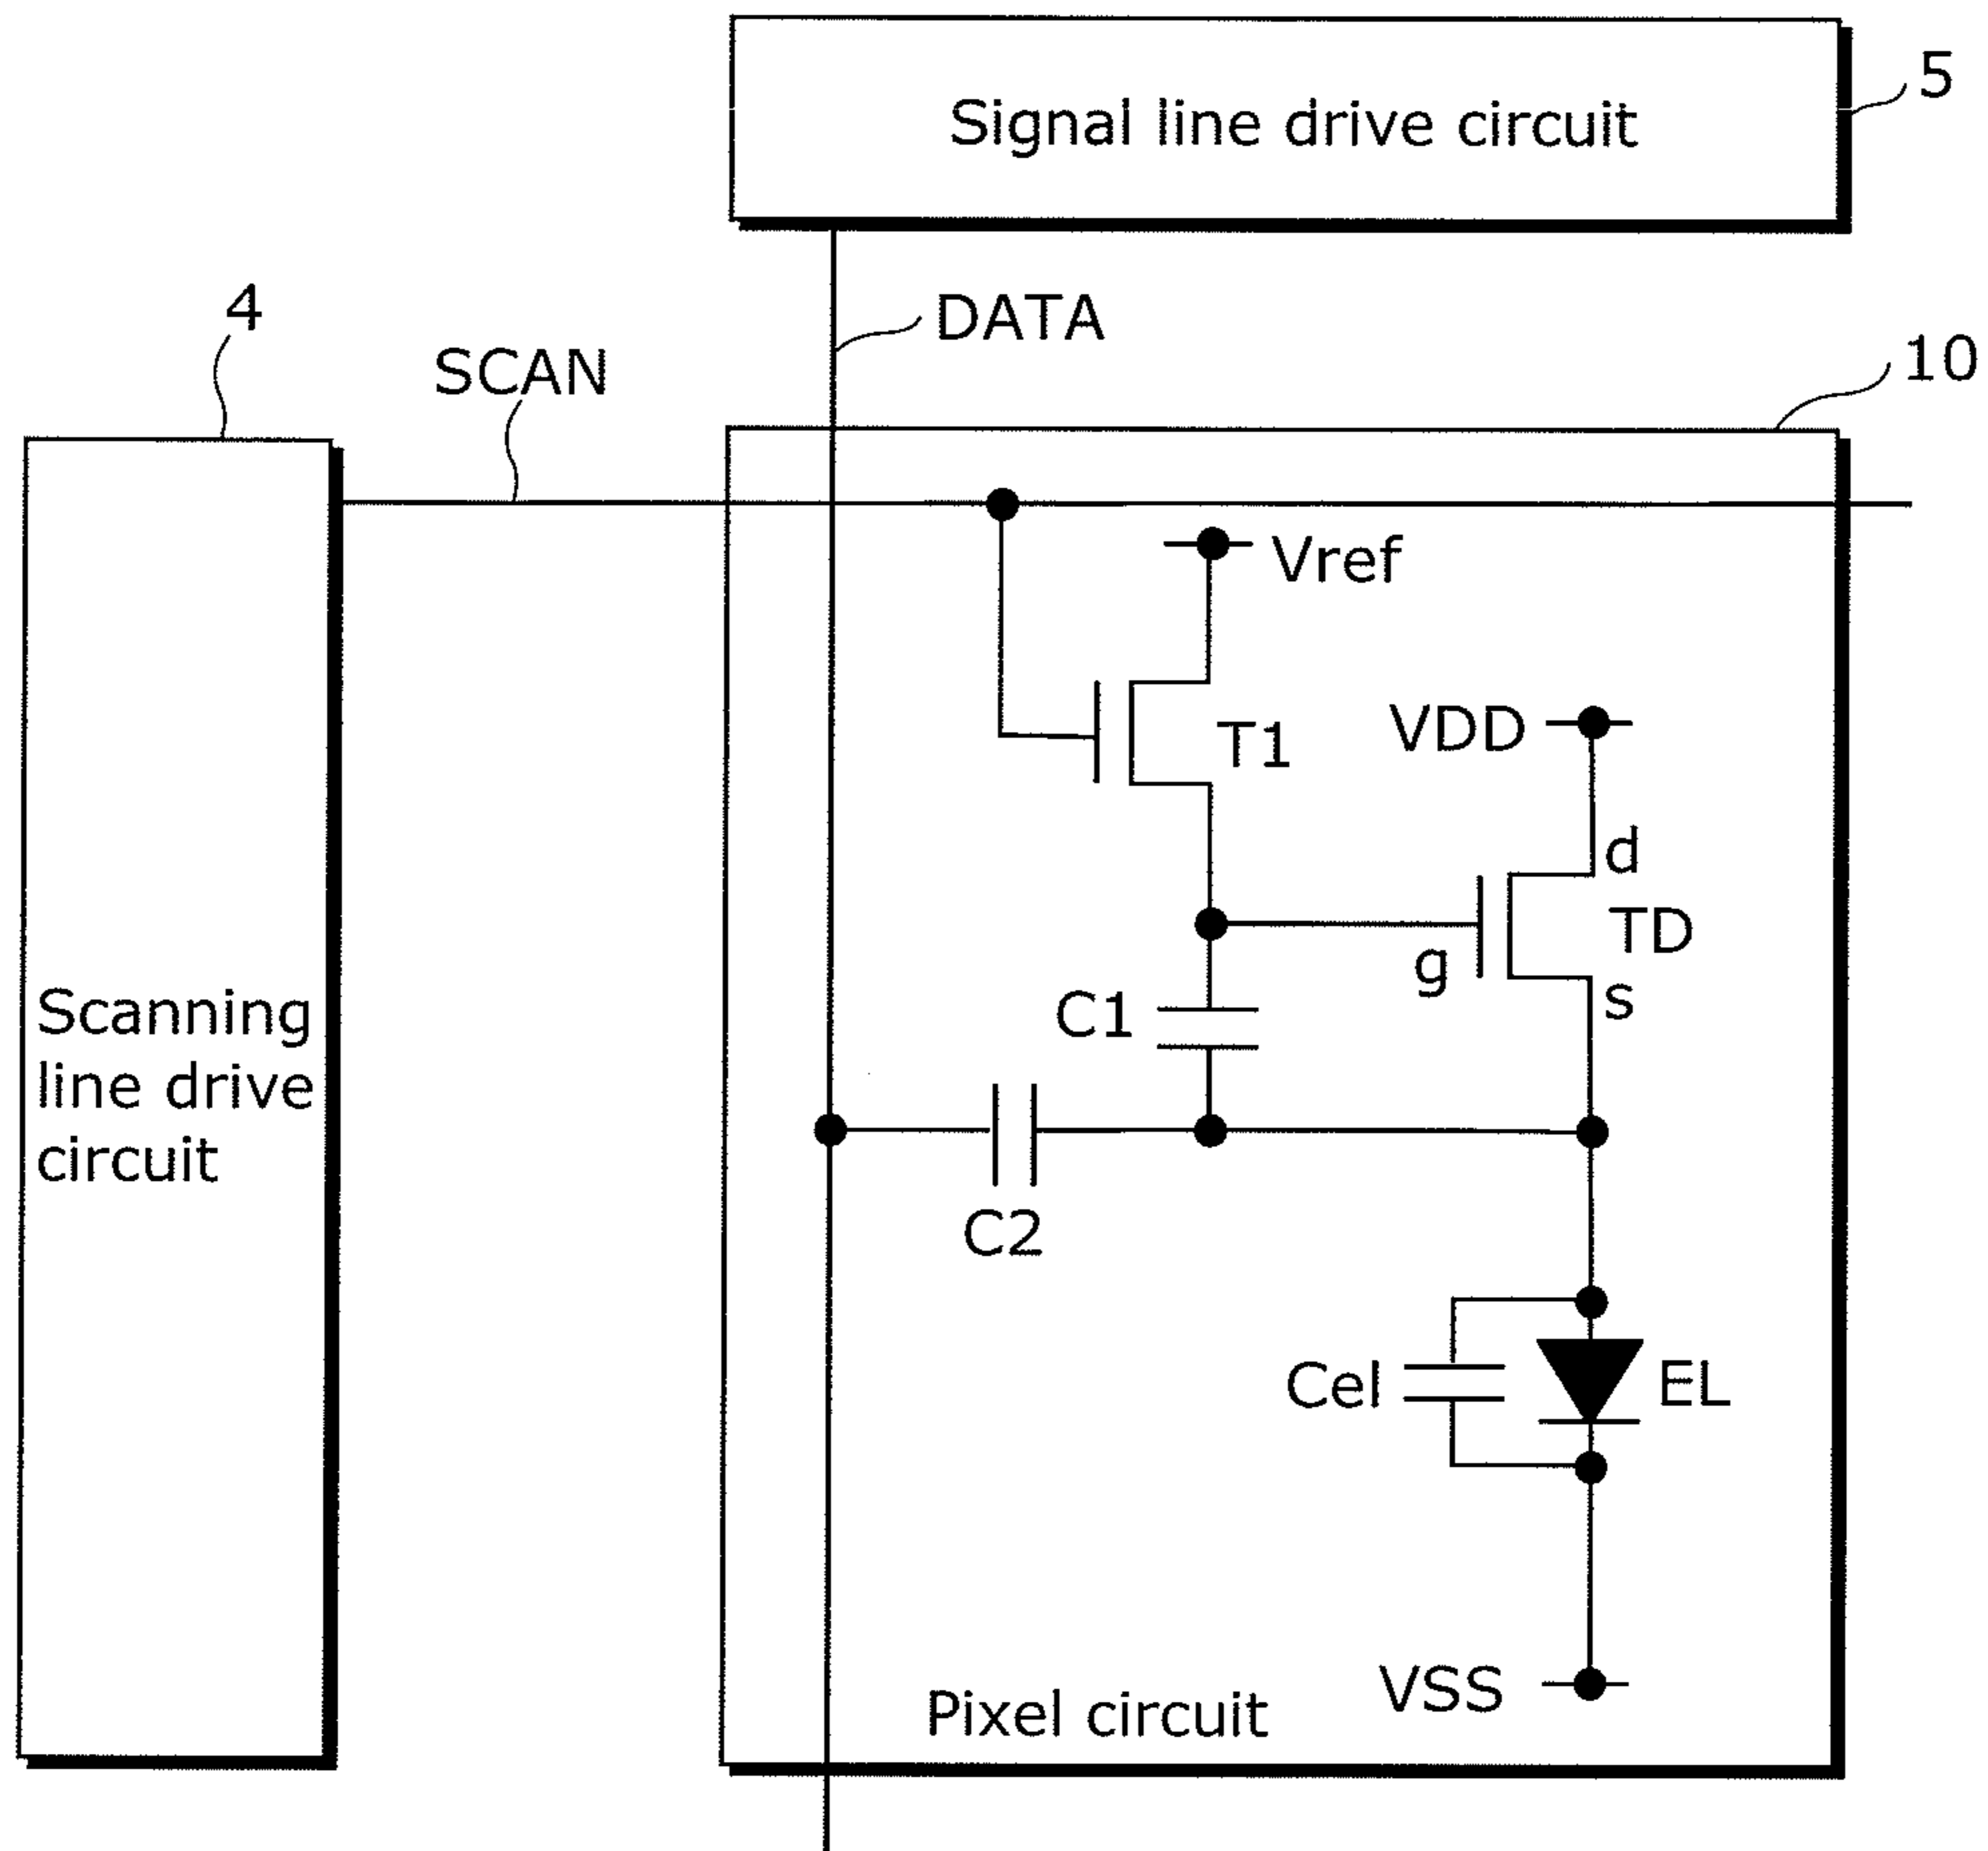 Signal line drive circuit
5
4
SCAN
DATA
10
Vref
T1
VDD
d
TD
g
s
C1
Scanning
line drive
circuit
C2
Cel
EL
VSS
Pixel circuit